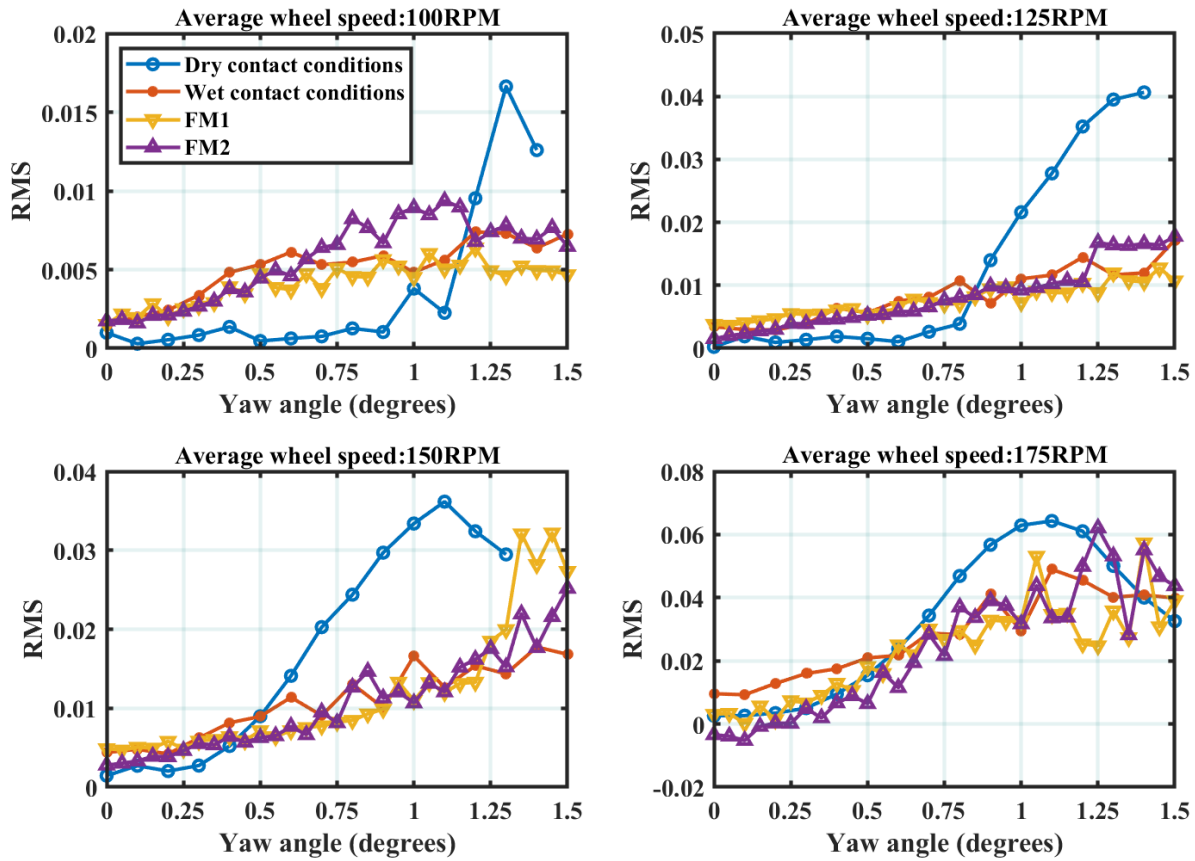 Average wheel speed:100RPM
0.02
0.015
0.01
0.005
0
RMS
Dry contact conditions
Wet contact conditions
FM1
FM2
0 0.25 0.5 0.75 1 1.25 1.5
Yaw angle (degrees)
Average wheel speed:125RPM
0.05
0.04
0.03
0.02
0.01
0
RMS
0 0.25 0.5 0.75 1 1.25 1.5
Yaw angle (degrees)
Average wheel speed:150RPM
0.04
0.03
0.02
0.01
0
RMS
0 0.25 0.5 0.75 1 1.25 1.5
Yaw angle (degrees)
Average wheel speed:175RPM
0.08
0.06
0.04
0.02
0
-0.02
RMS
0 0.25 0.5 0.75 1 1.25 1.5
Yaw angle (degrees)